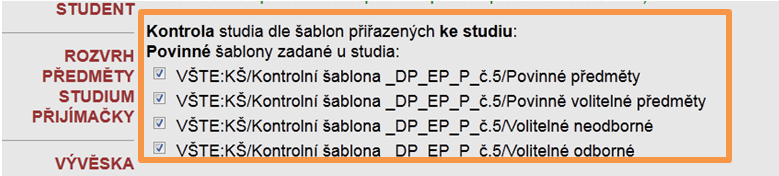 STUDENT
ROZVRH
PŘEDMĚTY
STUDIUM
PŘIJÍMAČKY
VÝVĚSKA
Kontrola studia dle šablon přiřazených ke studiu:
Povinné šablony zadané u studia:
VŠTE:KŠ/Kontrolní šablona _DP_EP_P_č.5/Povinné předměty
VŠTE:KŠ/Kontrolní šablona _DP_EP_P_č.5/Povinně volitelné předměty
VŠTE:KŠ/Kontrolní šablona _DP_EP_P_č.5/Volitelné neodborné
VŠTE:KŠ/Kontrolní šablona _DP_EP_P_č.5/Volitelné odborné